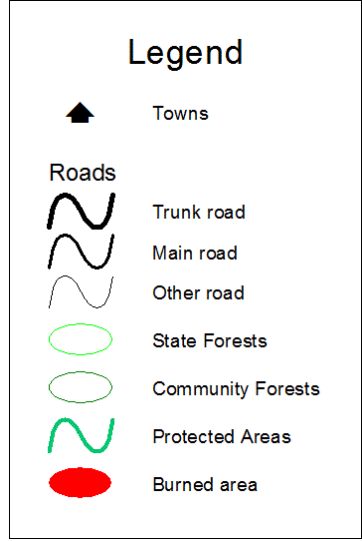 Legend
Towns
Roads
Trunk road
Main road
Other road
State Forests
Community Forests
Protected Areas
Burned area